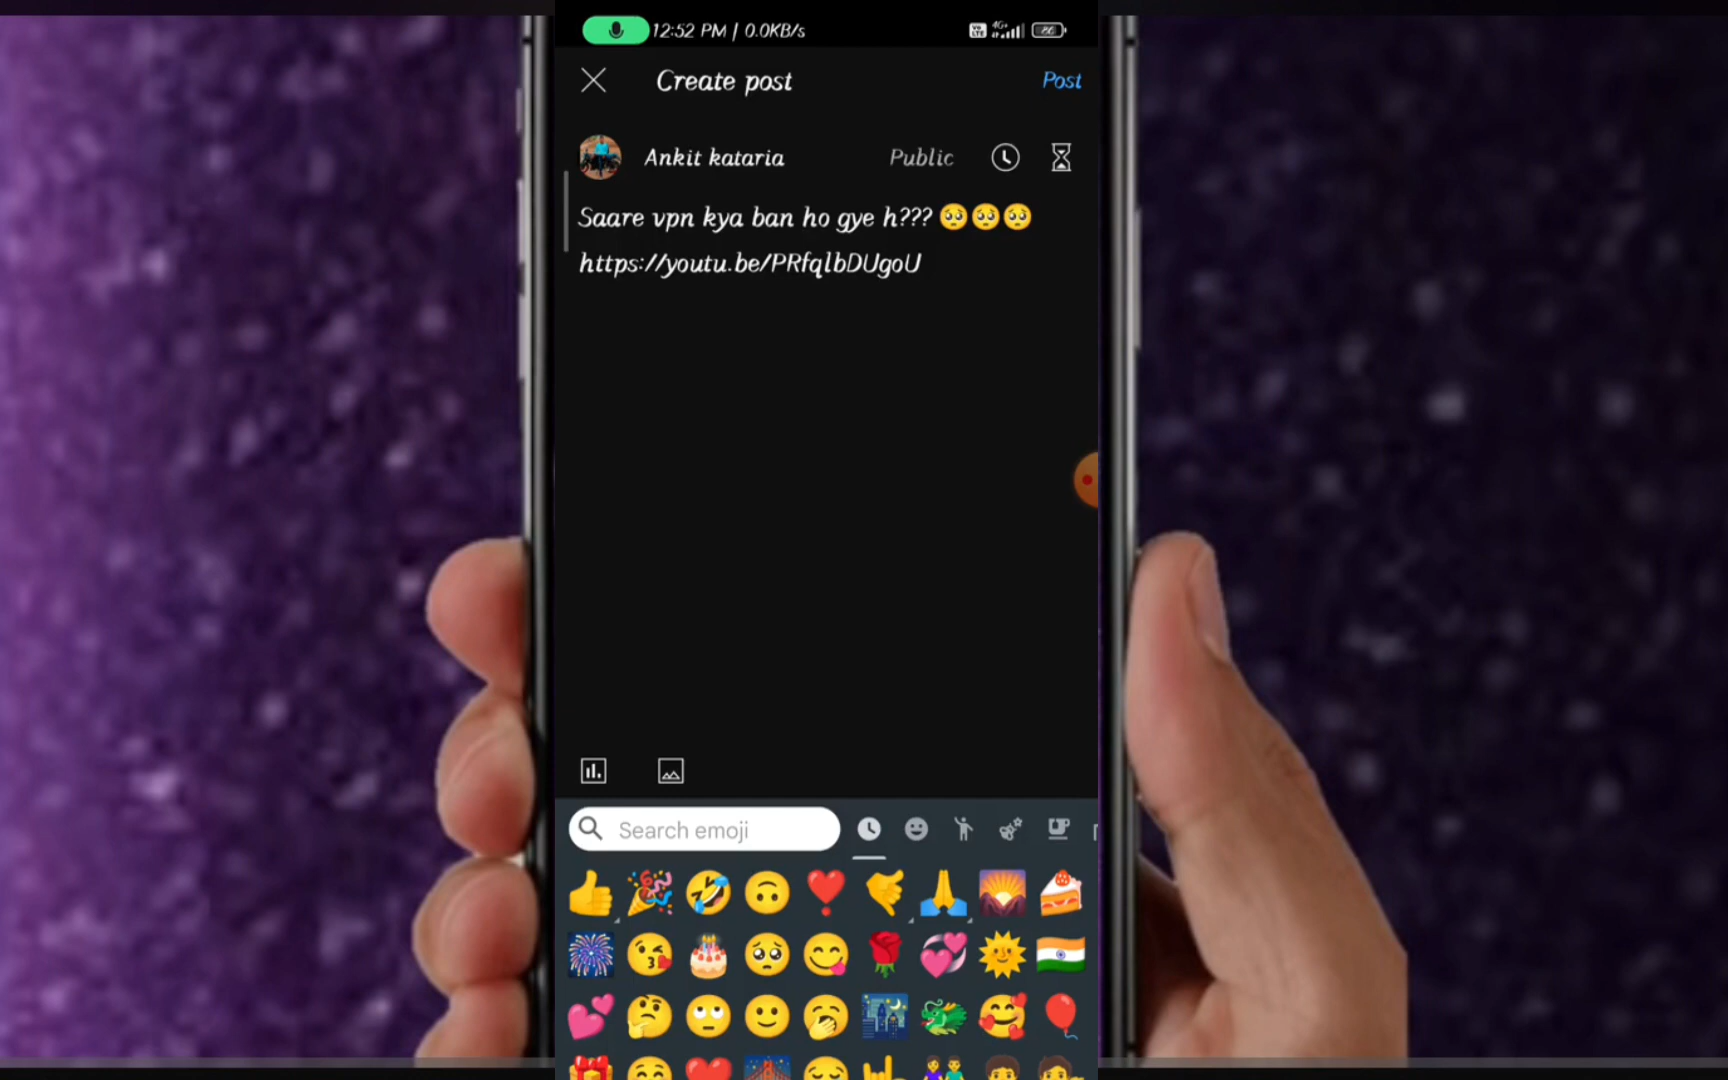 12:52 PM | 0.0KB/s
Create post
Post
Ankit kataria
Public
Saare vpn kya ban ho gye h??? 🥺🥺🥺
https://youtu.be/PRfqlbDUgoU
Search emoji